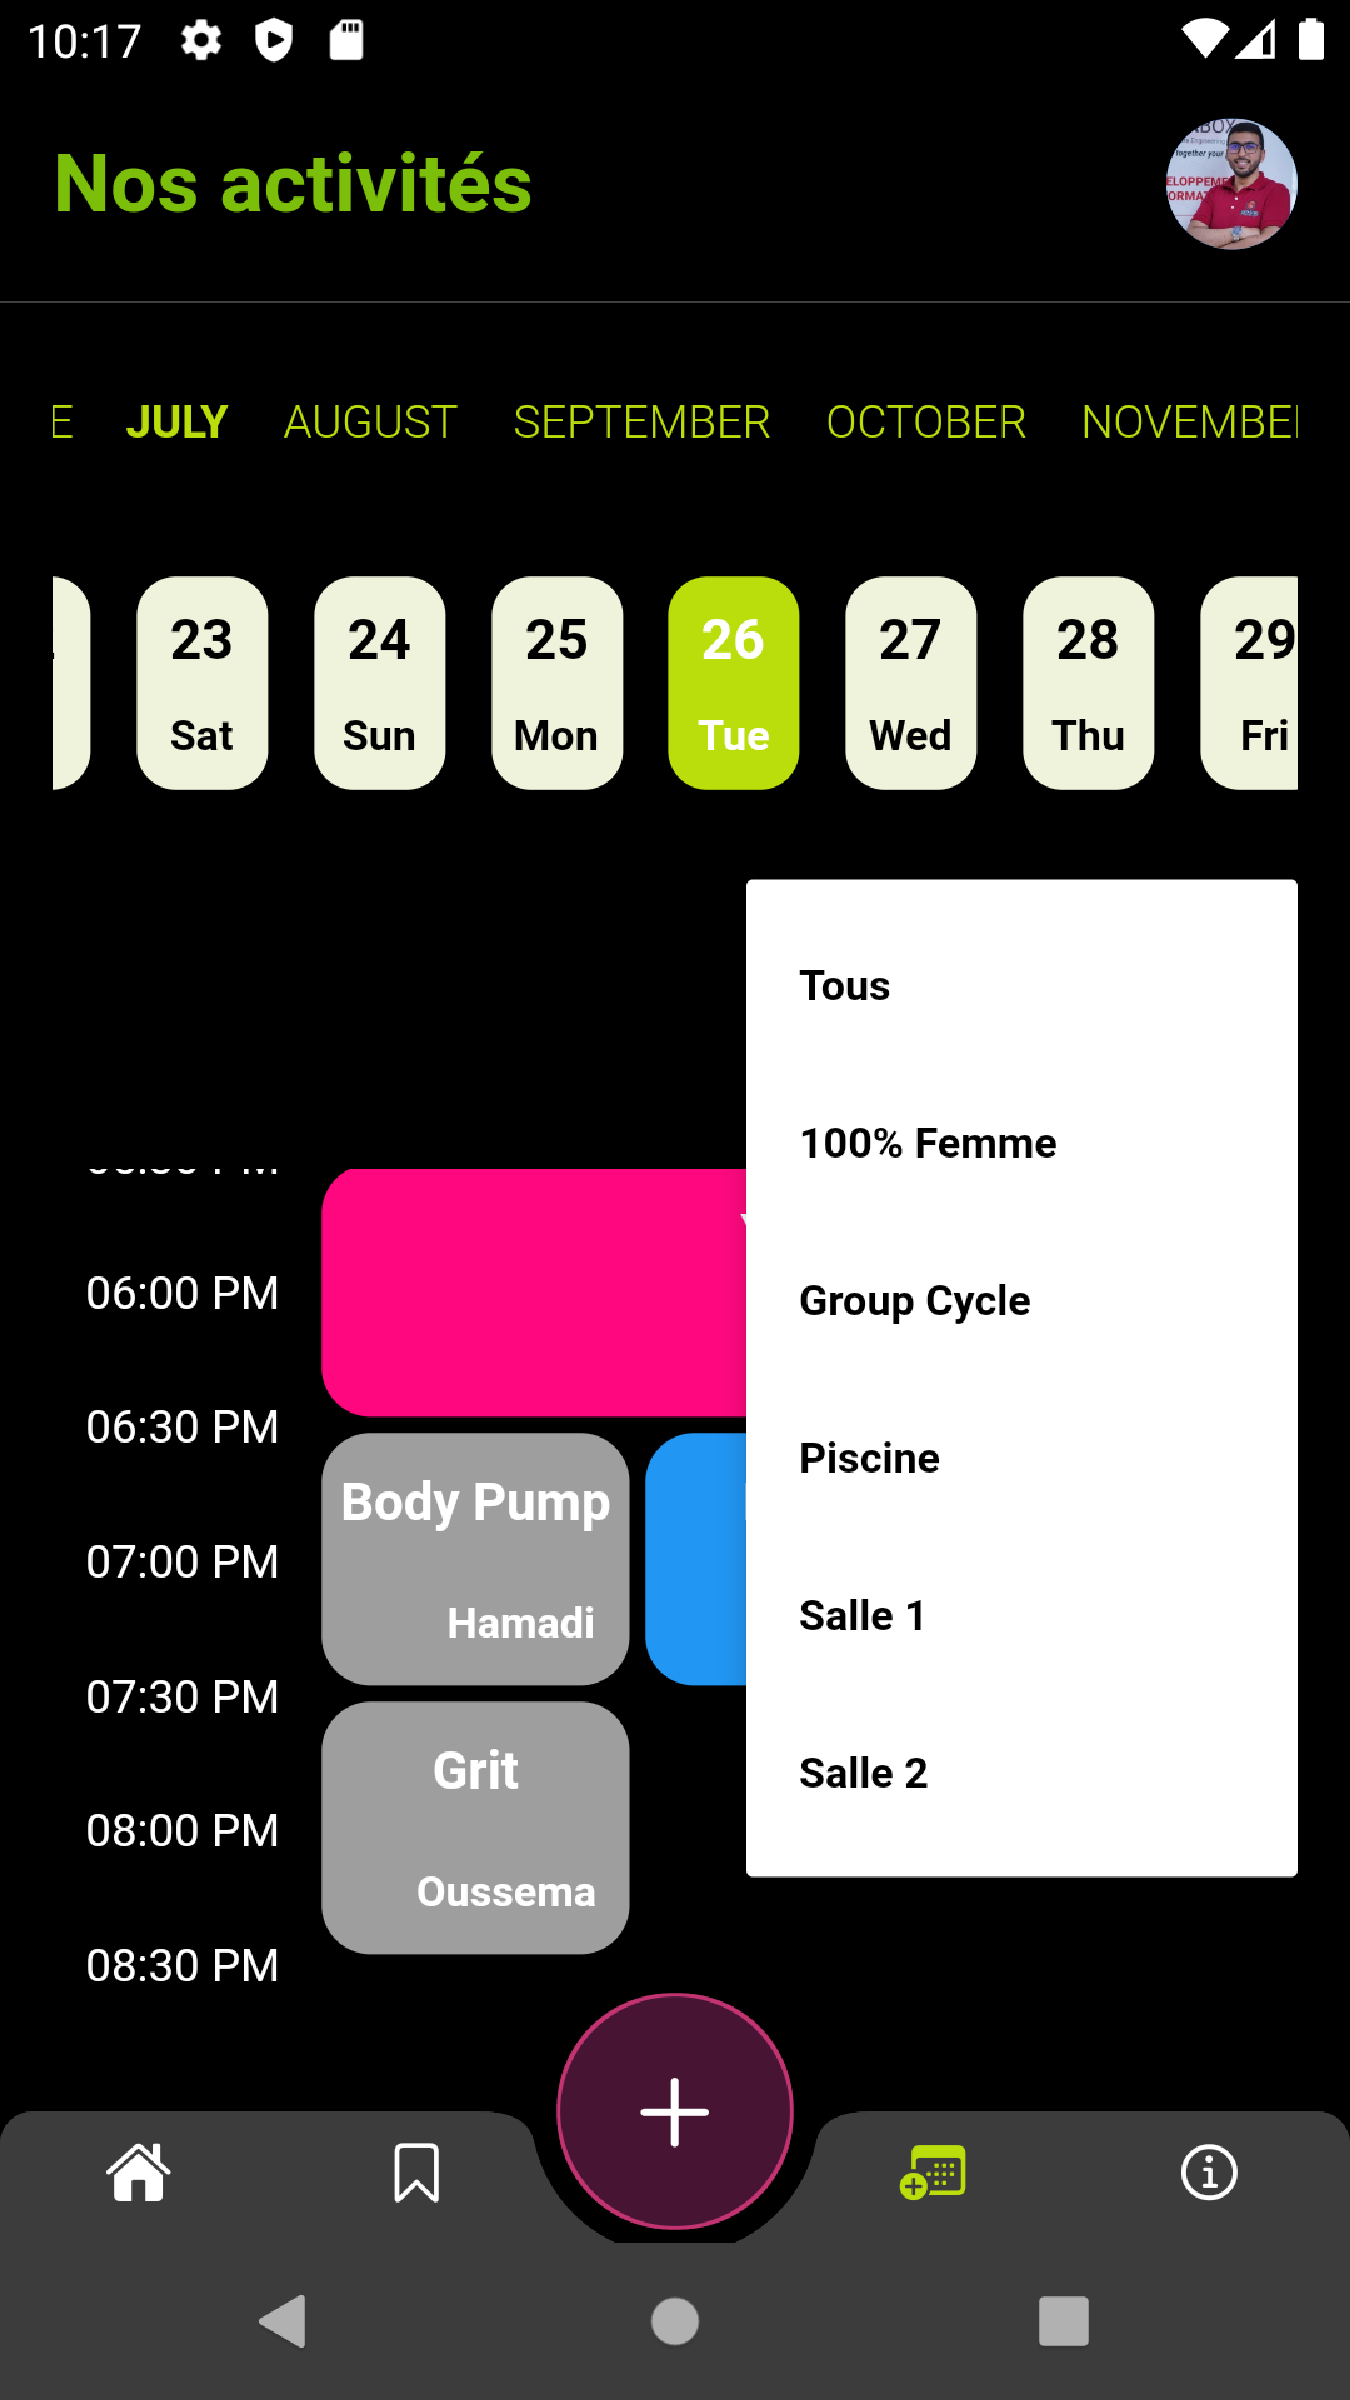 10:17
Nos activités
E JULY AUGUST SEPTEMBER OCTOBER NOVEMBER
23 24 25 26 27 28 29
Sat Sun Mon Tue Wed Thu Fri
Tous
100% Femme
Group Cycle
Piscine
Salle 1
Salle 2
06:00 PM
06:30 PM
Body Pump
07:00 PM
Hamadi
07:30 PM
Grit
08:00 PM
Oussema
08:30 PM